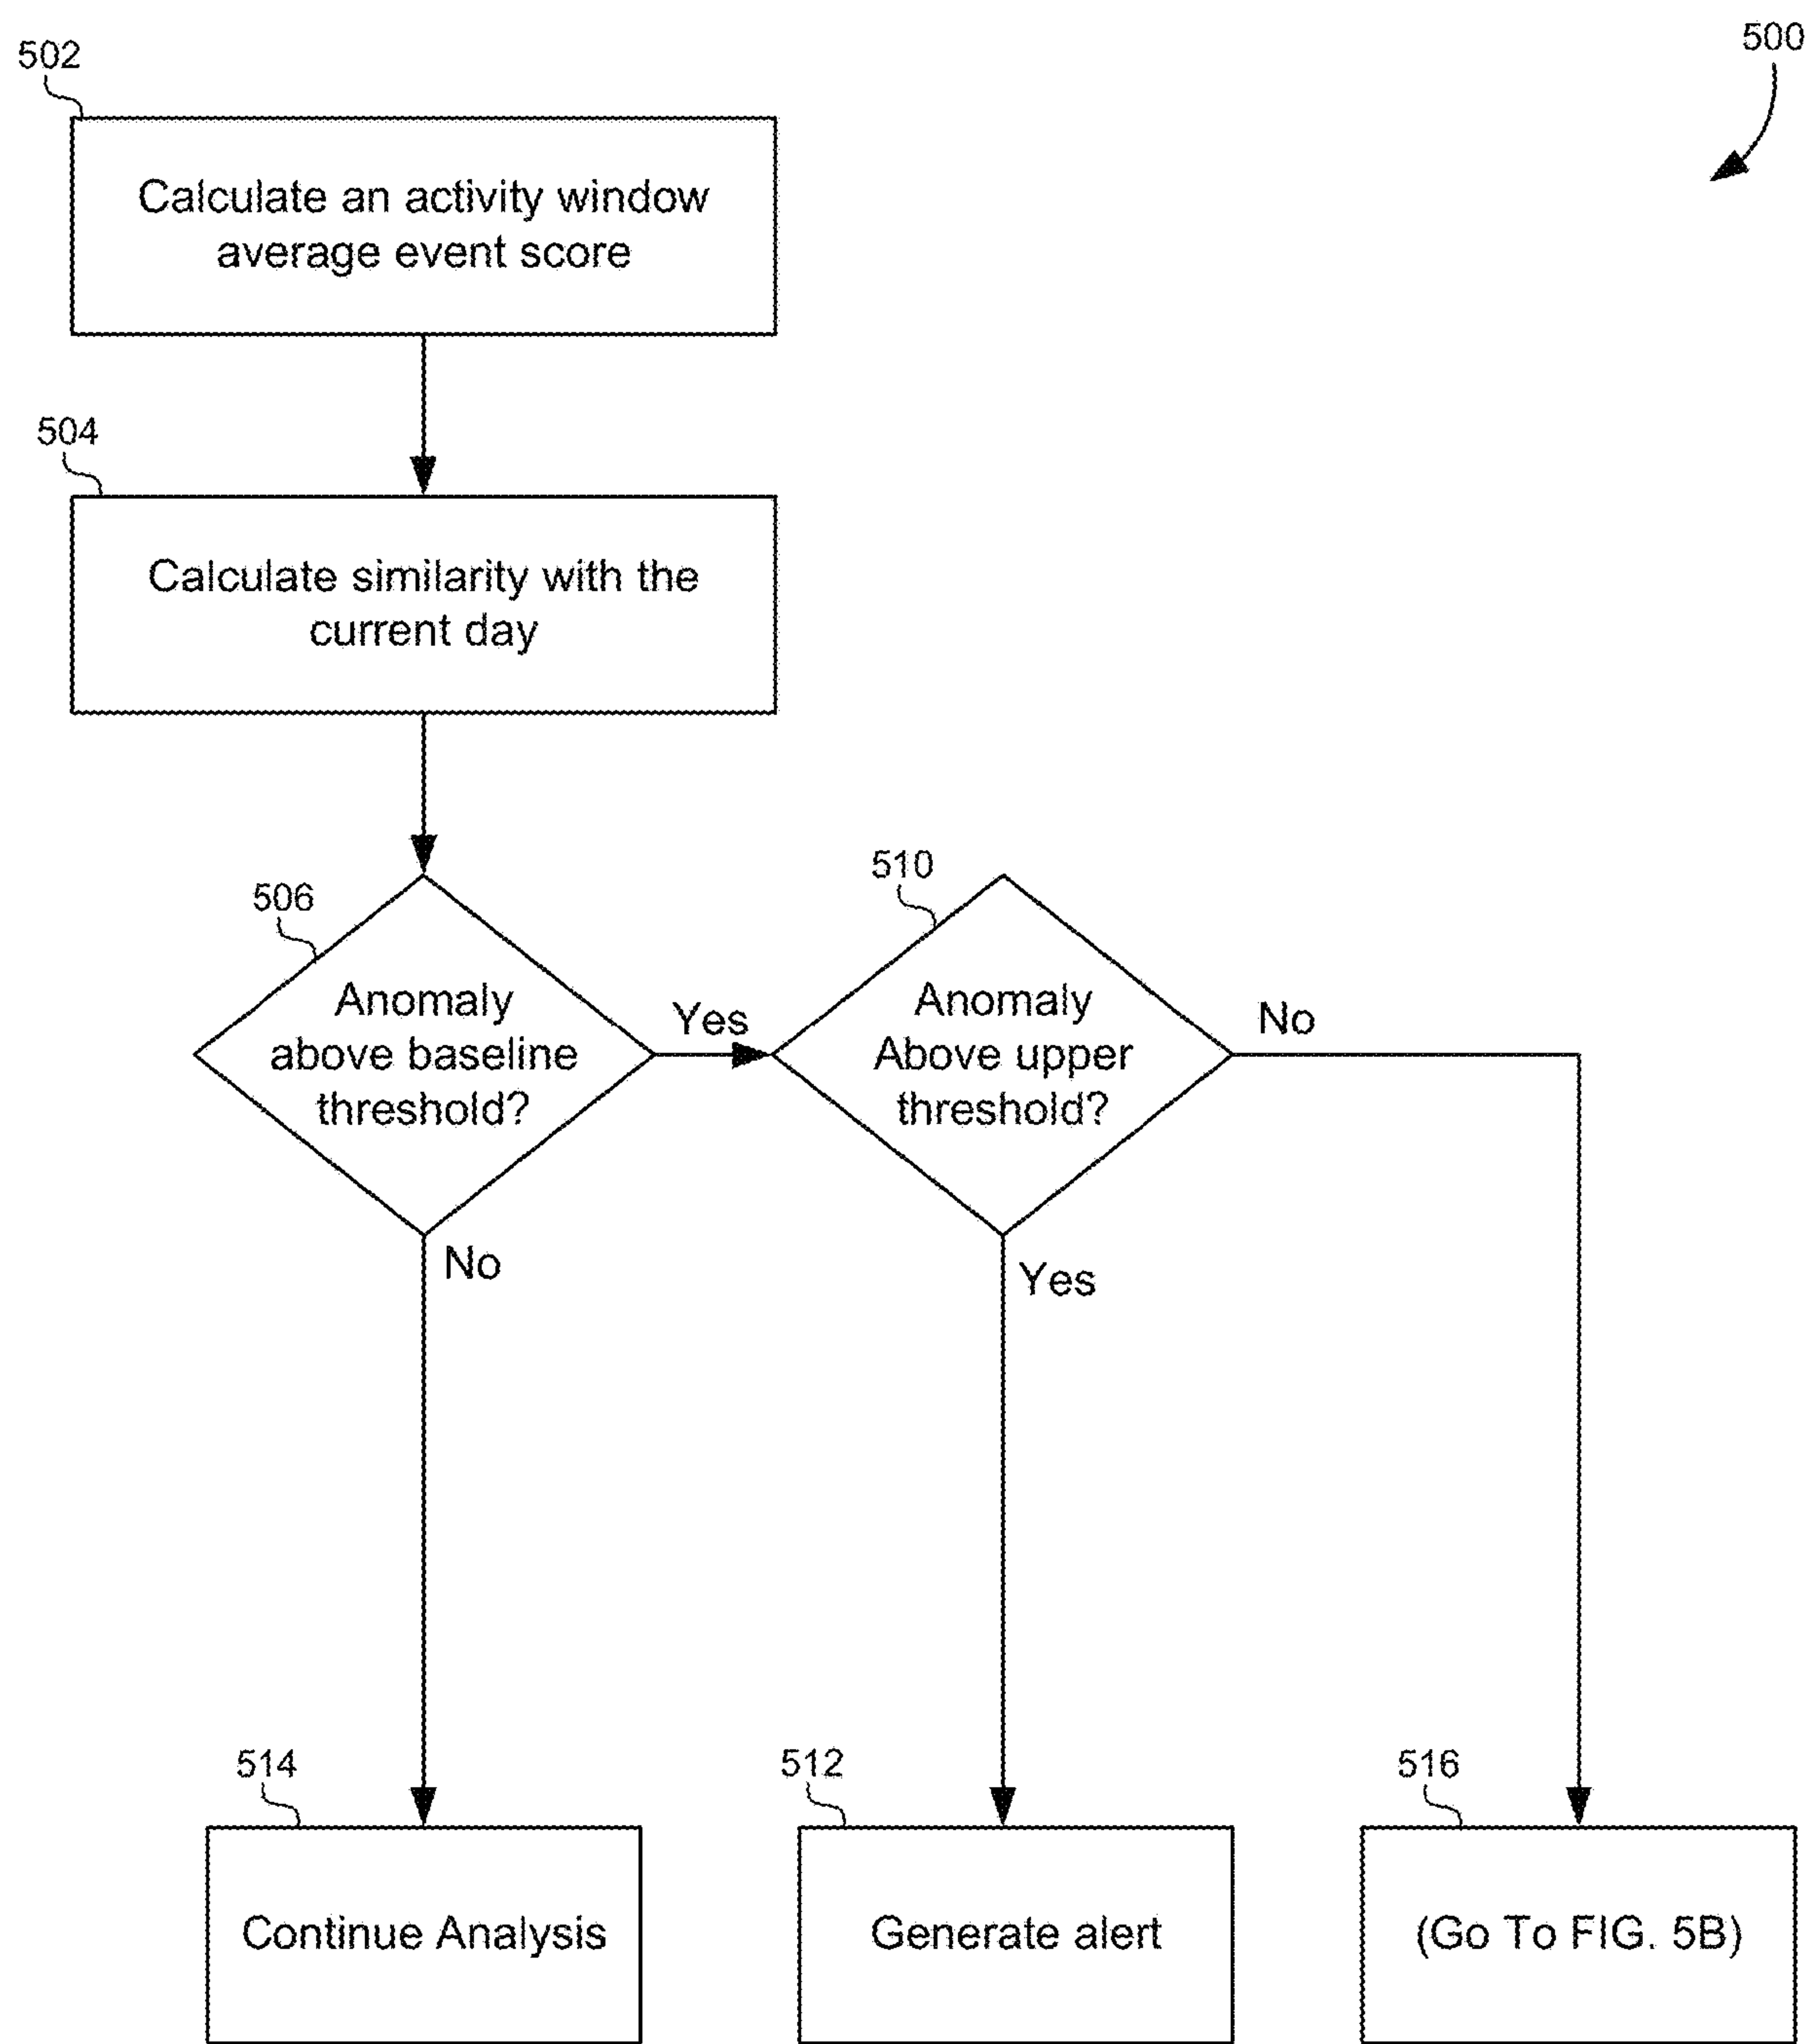 500
502
Calculate an activity window
average event score
504
Calculate similarity with the
current day
506
Anomaly
above baseline
threshold?
Yes
No
510
Anomaly
Above upper
threshold?
No
Yes
514
Continue Analysis
512
Generate alert
516
(Go To FIG. 5B)